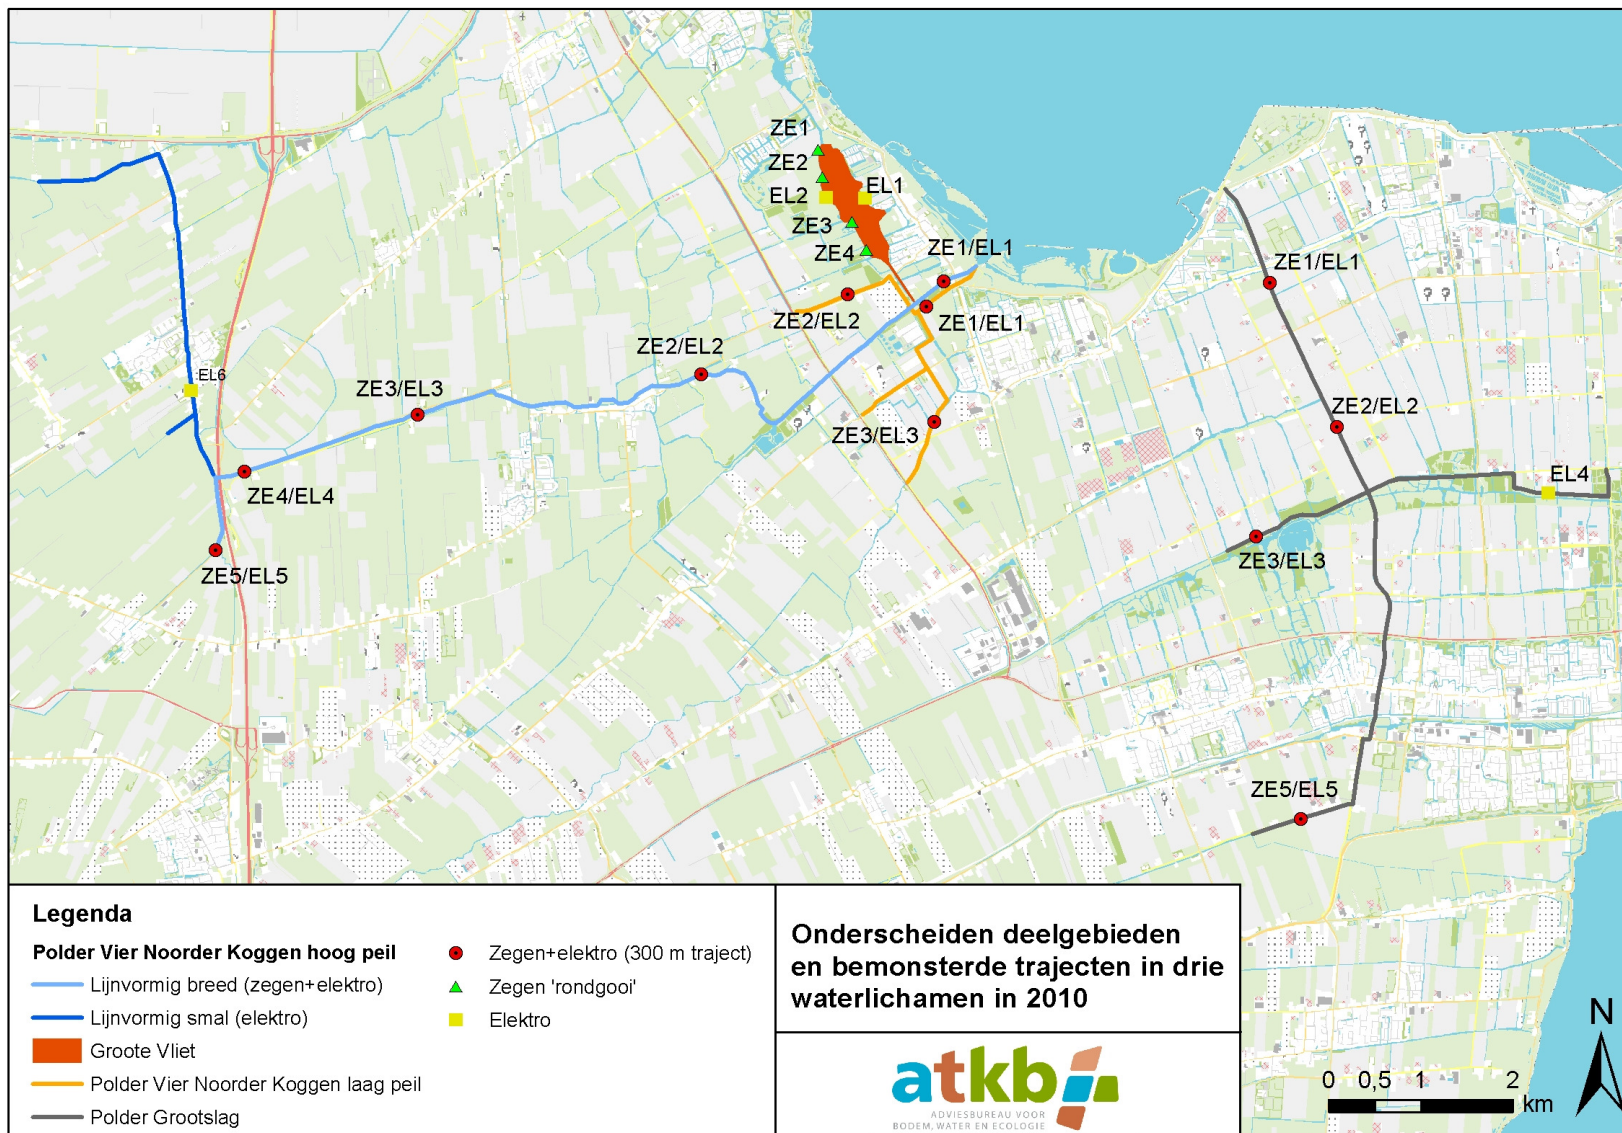 ZE1
ZE2
EL2
EL1
ZE3
ZE4
ZE1/EL1
ZE2/EL2
ZE1/EL1
ZE2/EL2
ZE3/EL3
ZE3/EL3
EL6
ZE4/EL4
ZE5/EL5
ZE1/EL1
ZE2/EL2
EL4
ZE3/EL3
ZE5/EL5
Legenda
Polder Vier Noorder Koggen hoog peil
Lijnvormig breed (zegen+elektro)
Lijnvormig smal (elektro)
Groote Vliet
Polder Vier Noorder Koggen laag peil
Polder Grootslag
Zegen+elektro (300 m traject)
Zegen 'rondgooi'
Elektro
Onderscheiden deelgebieden
en bemonsterde trajecten in drie
waterlichamen in 2010
atkb
ADVIESBUREAU VOOR
BODEM, WATER EN ECOLOGIE
N
0 0,5 1 2
km